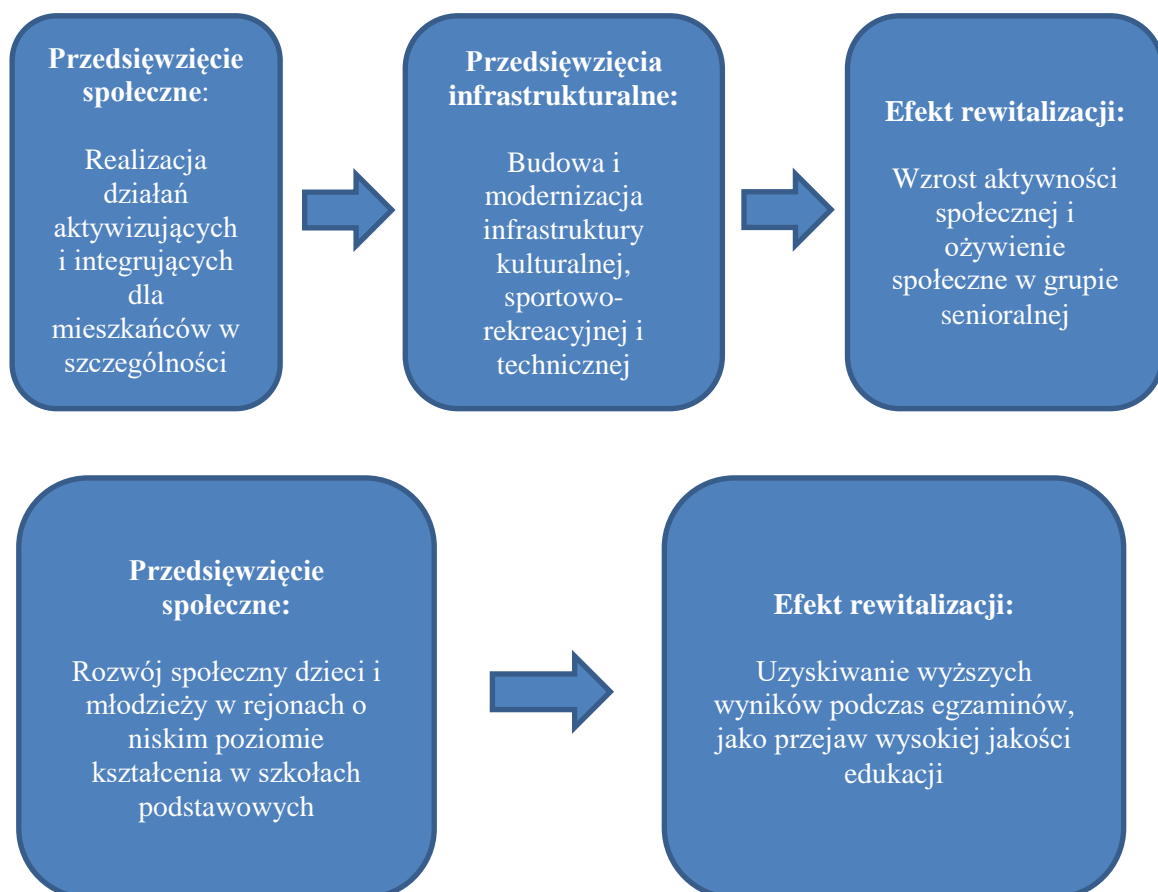 Przedsięwzięcie
społeczne:
Realizacja
działań
aktywizujących
i integrujących
dla
mieszkańców w
szczególności
Przedsięwzięcia
infrastrukturalne:
Budowa i
modernizacja
infrastruktury
kulturalnej,
sportowo-
rekreacyjnej i
technicznej
Efekt rewitalizacji:
Wzrost aktywności
społecznej i
ożywienie
społeczne w grupie
senioralnej
Przedsięwzięcie
społeczne:
Rozwój społeczny dzieci i
młodzieży w rejonach o
niskim poziomie
kształcenia w szkołach
podstawowych
Efekt rewitalizacji:
Uzyskiwanie wyższych
wyników podczas egzaminów,
jako przejaw wysokiej jakości
edukacji